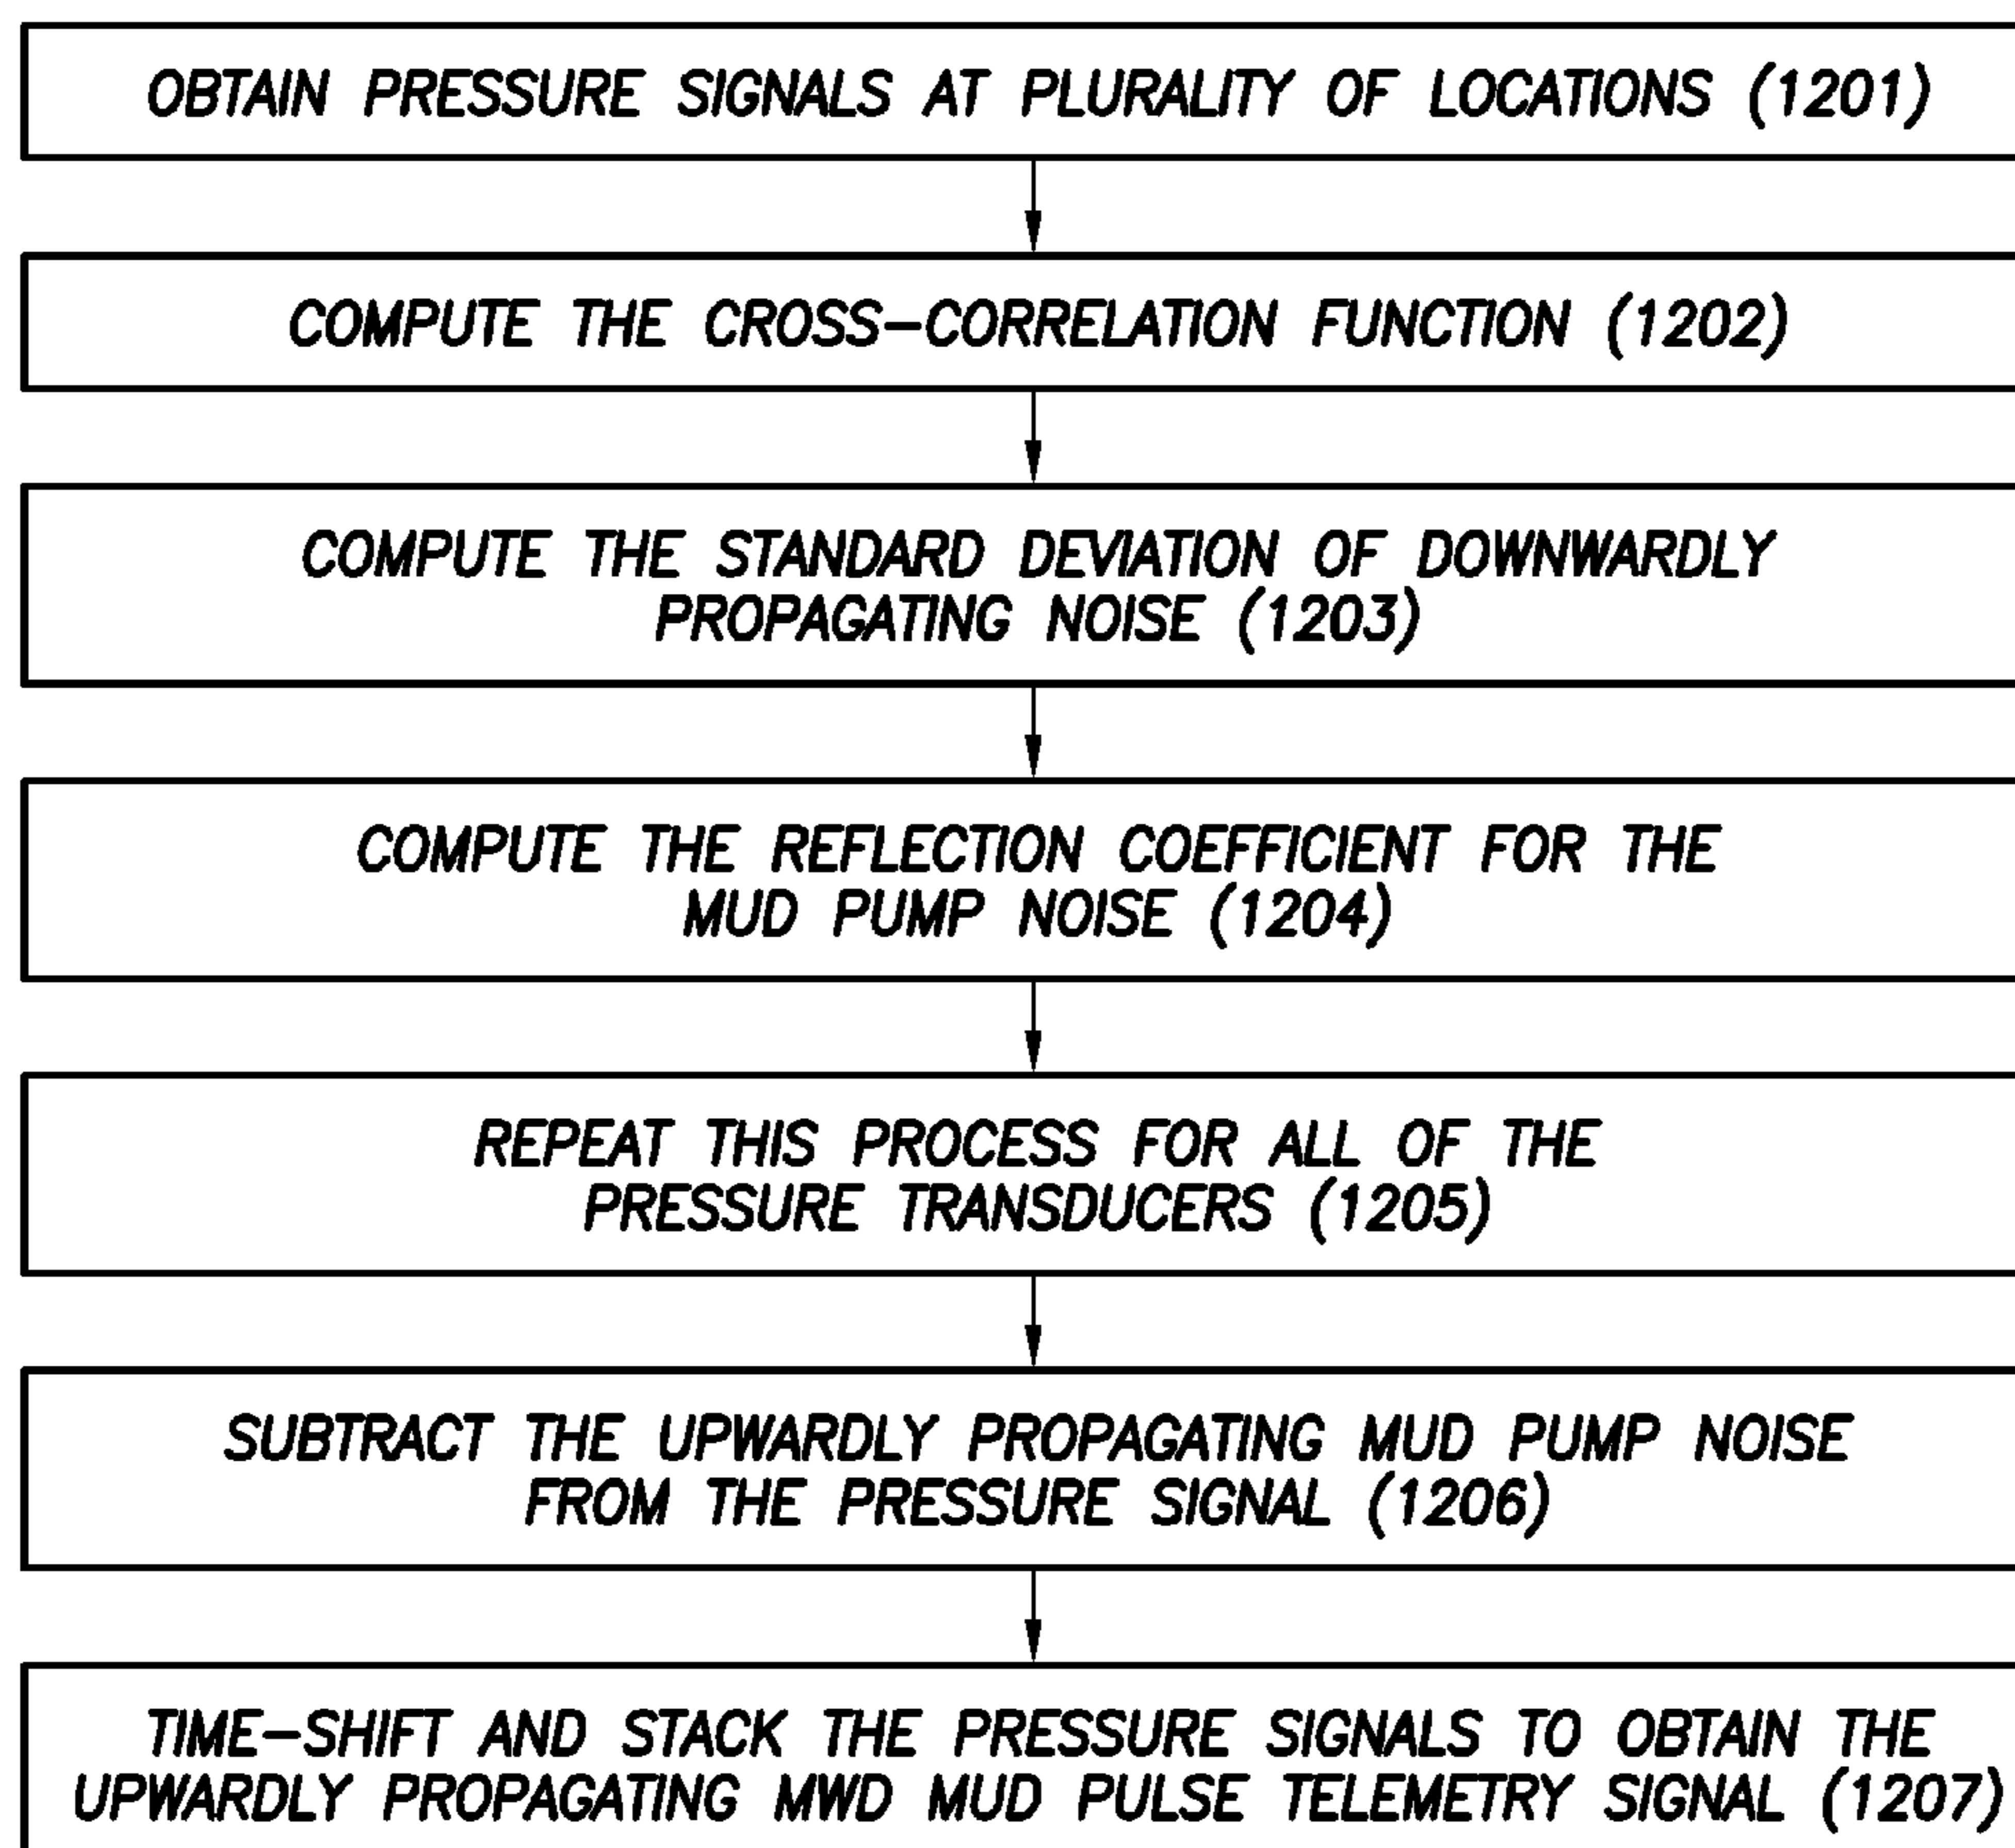 OBTAIN PRESSURE SIGNALS AT PLURALITY OF LOCATIONS (1201)
COMPUTE THE CROSS-CORRELATION FUNCTION (1202)
COMPUTE THE STANDARD DEVIATION OF DOWNWARDLY
PROPAGATING NOISE (1203)
COMPUTE THE REFLECTION COEFFICIENT FOR THE
MUD PUMP NOISE (1204)
REPEAT THIS PROCESS FOR ALL OF THE
PRESSURE TRANSDUCERS (1205)
SUBTRACT THE UPWARDLY PROPAGATING MUD PUMP NOISE
FROM THE PRESSURE SIGNAL (1206)
TIME-SHIFT AND STACK THE PRESSURE SIGNALS TO OBTAIN THE
UPWARDLY PROPAGATING MWD MUD PULSE TELEMETRY SIGNAL (1207)